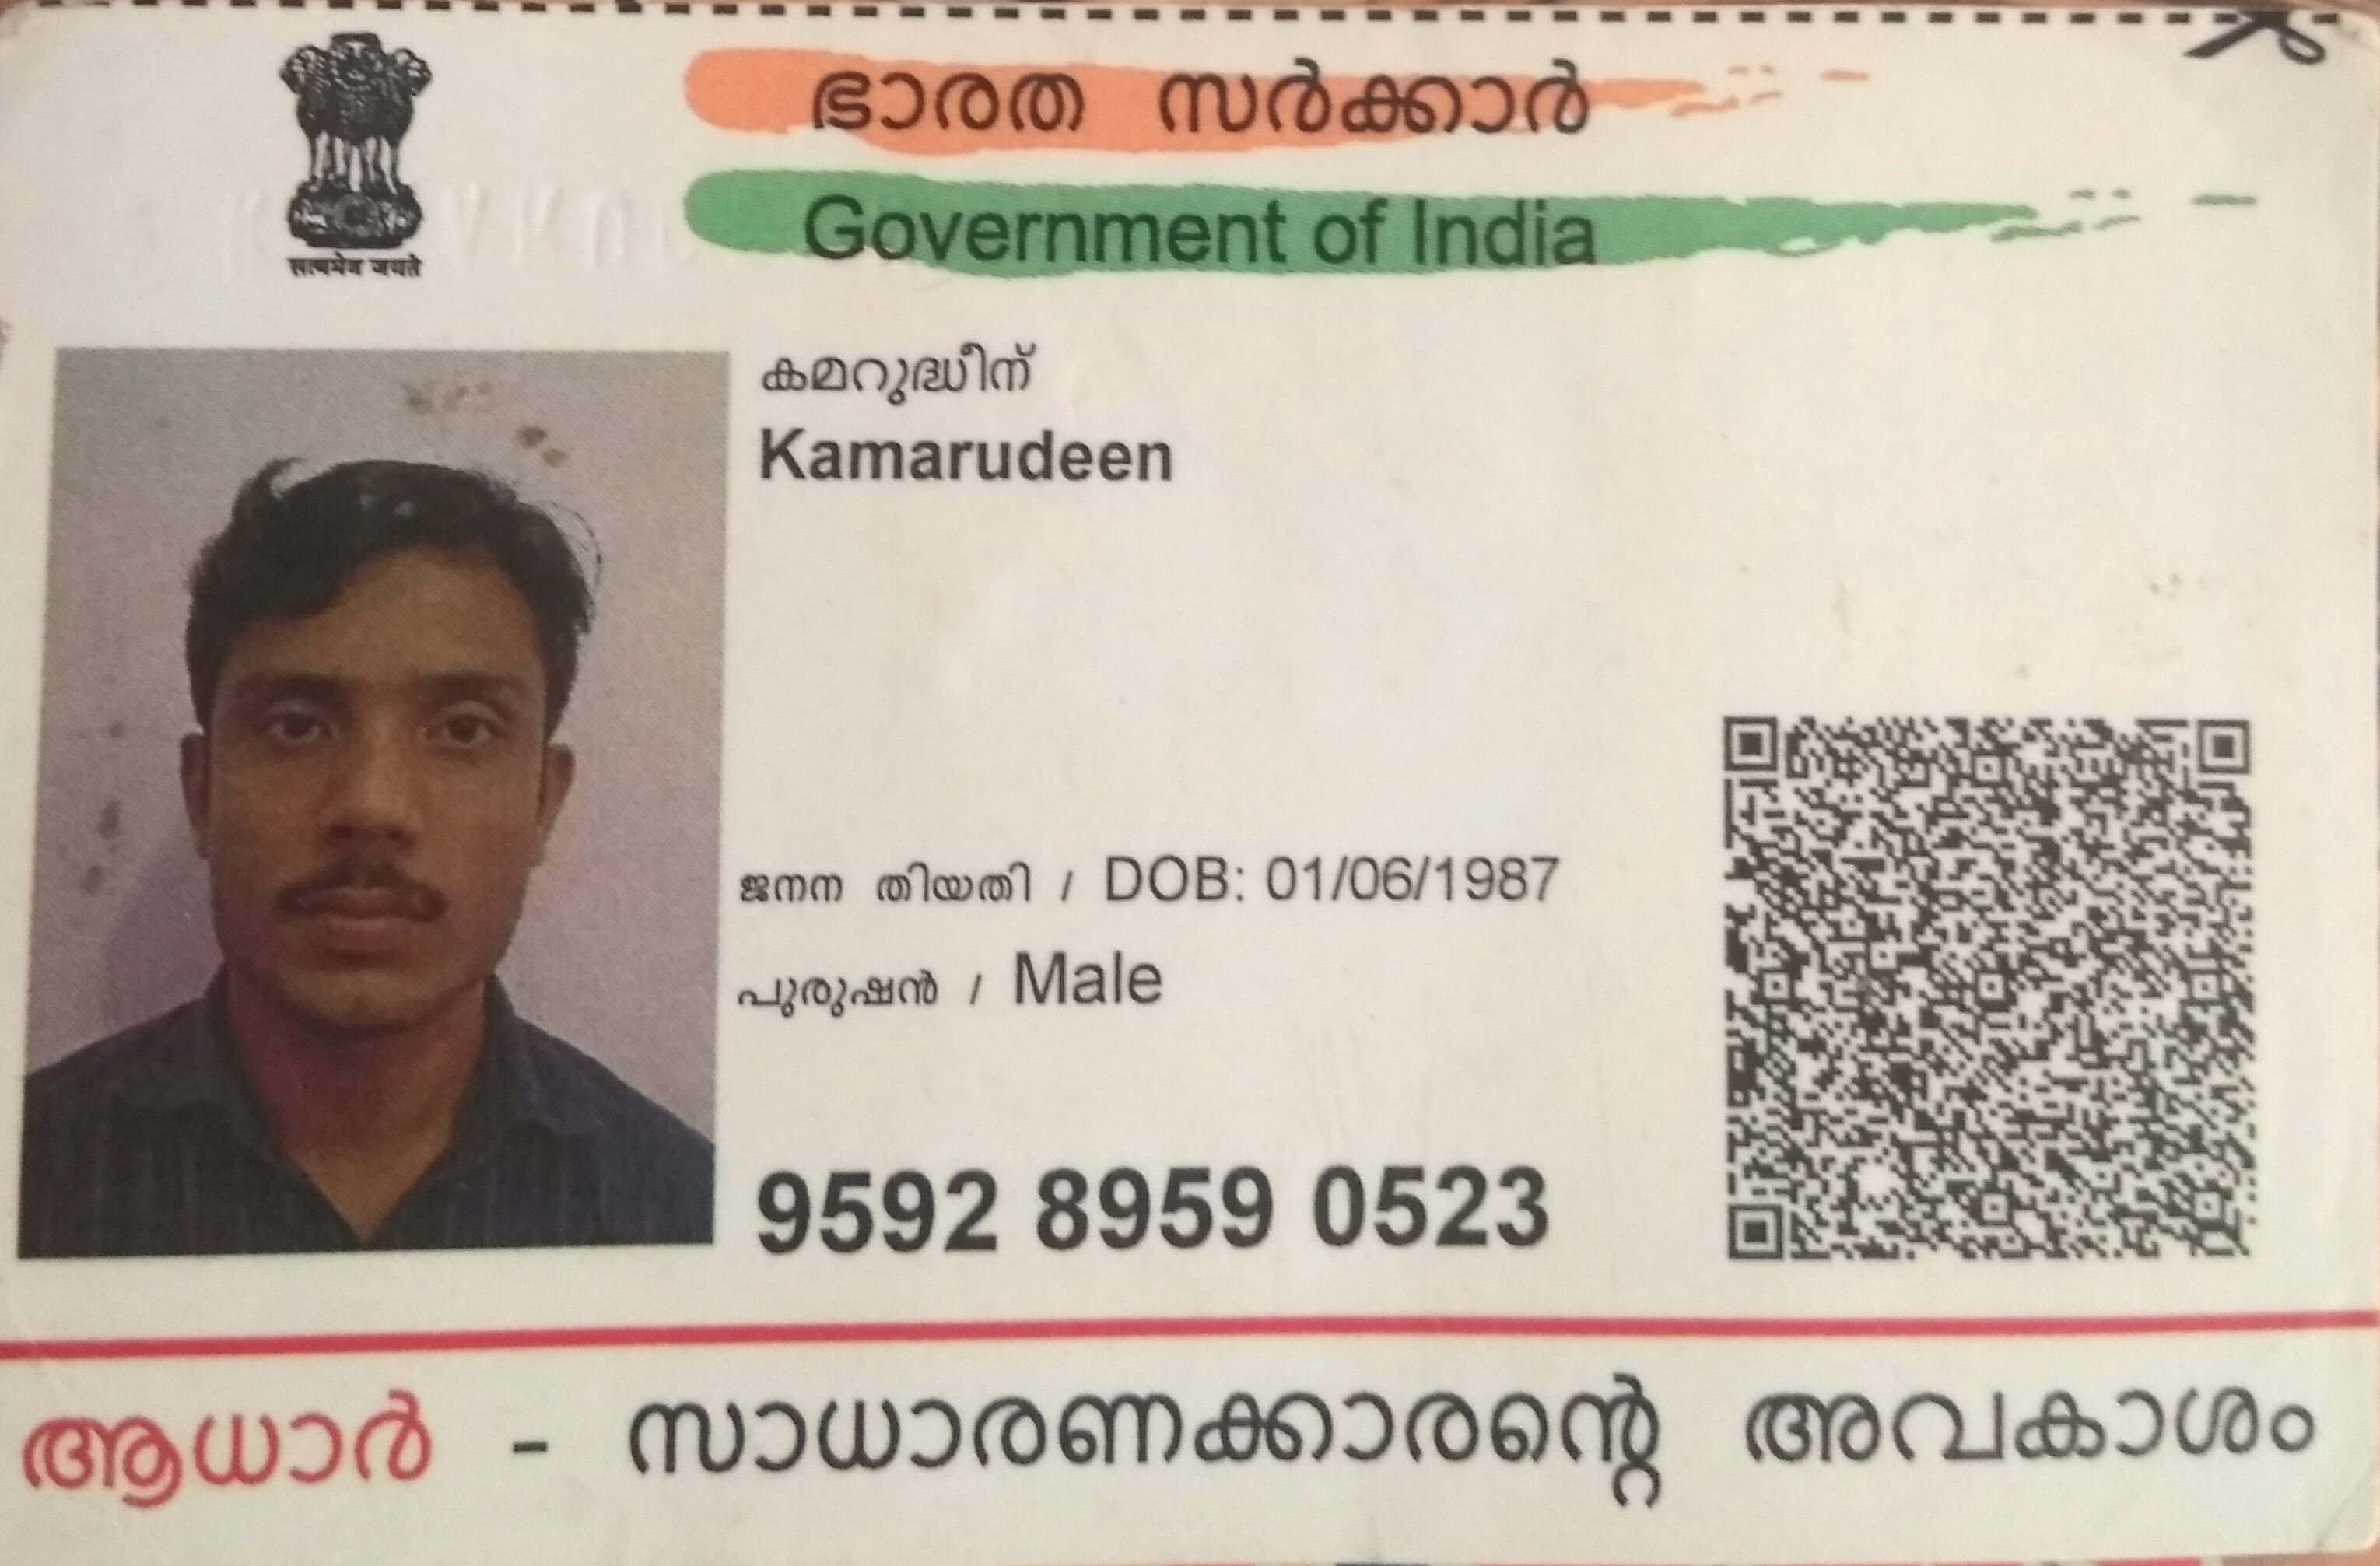 ഭാരത സർക്കാർ
Government of India
सत्यमेव जयते
കമറുദ്ധീന്
Kamarudeen
ജനന തിയതി / DOB: 01/06/1987
പുരുഷൻ / Male
9592 8959 0523
ആധാർ - സാധാരണക്കാരന്റെ അവകാശം